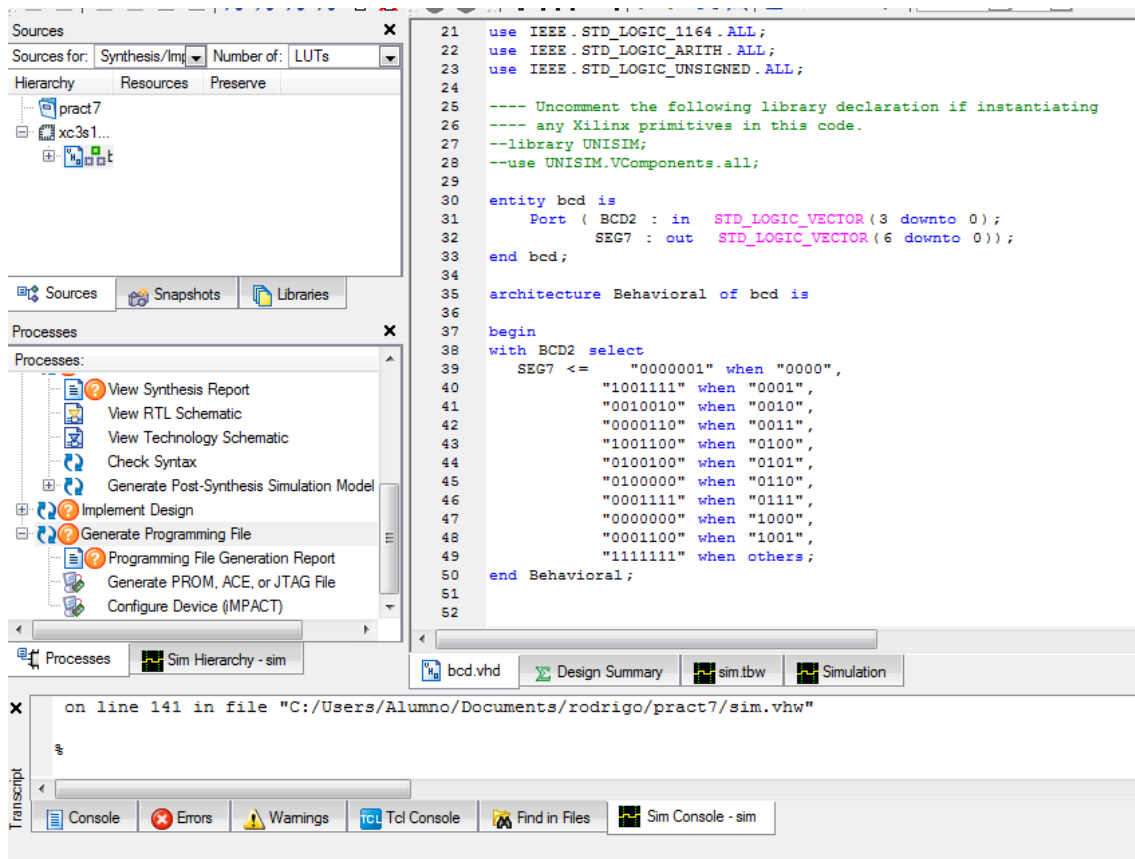 Sources
Sources for: Synthesis/Imp Number of: LUTs
Hierarchy Resources Preserve
pract7
xc3s1...
Sources Snapshots Libraries
Processes
Processes:
View Synthesis Report
View RTL Schematic
View Technology Schematic
Check Syntax
Generate Post-Synthesis Simulation Model
Implement Design
Generate Programming File
Programming File Generation Report
Generate PROM, ACE, or JTAG File
Configure Device (iMPACT)
Processes Sim Hierarchy - sim
21 use IEEE.STD_LOGIC_1164.ALL;
22 use IEEE.STD_LOGIC_ARITH.ALL;
23 use IEEE.STD_LOGIC_UNSIGNED.ALL;
24
25 ---- Uncomment the following library declaration if instantiating
26 ---- any Xilinx primitives in this code.
27 --library UNISIM;
28 --use UNISIM.VComponents.all;
29
30 entity bcd is
31 Port ( BCD2 : in STD_LOGIC_VECTOR(3 downto 0);
32 SEG7 : out STD_LOGIC_VECTOR(6 downto 0));
33 end bcd;
34
35 architecture Behavioral of bcd is
36
37 begin
38 with BCD2 select
39 SEG7 <= "0000001" when "0000",
40 "1001111" when "0001",
41 "0010010" when "0010",
42 "0000110" when "0011",
43 "1001100" when "0100",
44 "0100100" when "0101",
45 "0100000" when "0110",
46 "0001111" when "0111",
47 "0000000" when "1000",
48 "0001100" when "1001",
49 "1111111" when others;
50 end Behavioral;
51
52
bcd.vhd Design Summary sim.tbw Simulation
on line 141 in file "C:/Users/Alumno/Documents/rodrigo/pract7/sim.vhw"
%
Transcript
Console Errors Warnings TCL Tcl Console Find in Files Sim Console - sim